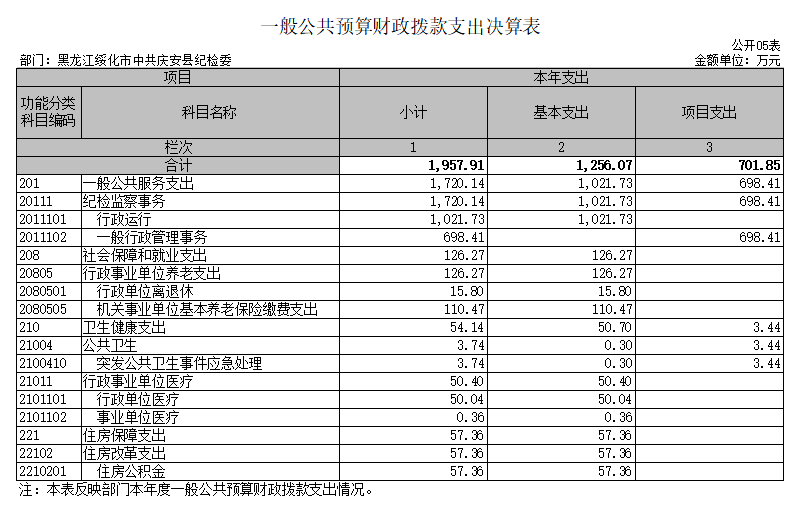 一般公共预算财政拨款支出决算表
公开05表
部门：黑龙江绥化市中共庆安县纪检委 金额单位：万元
项目 本年支出
功能分类科目编码 科目名称 小计 基本支出 项目支出
栏次 1 2 3
合计 1,957.91 1,256.07 701.85
201 一般公共服务支出 1,720.14 1,021.73 698.41
20111 纪检监察事务 1,720.14 1,021.73 698.41
2011101 行政运行 1,021.73 1,021.73
2011102 一般行政管理事务 698.41 698.41
208 社会保障和就业支出 126.27 126.27
20805 行政事业单位养老支出 126.27 126.27
2080501 行政单位离退休 15.80 15.80
2080505 机关事业单位基本养老保险缴费支出 110.47 110.47
210 卫生健康支出 54.14 50.70 3.44
21004 公共卫生 3.74 0.30 3.44
2100410 突发公共卫生事件应急处理 3.74 0.30 3.44
21011 行政事业单位医疗 50.40 50.40
2101101 行政单位医疗 50.04 50.04
2101102 事业单位医疗 0.36 0.36
221 住房保障支出 57.36 57.36
22102 住房改革支出 57.36 57.36
2210201 住房公积金 57.36 57.36
注：本表反映部门本年度一般公共预算财政拨款支出情况。